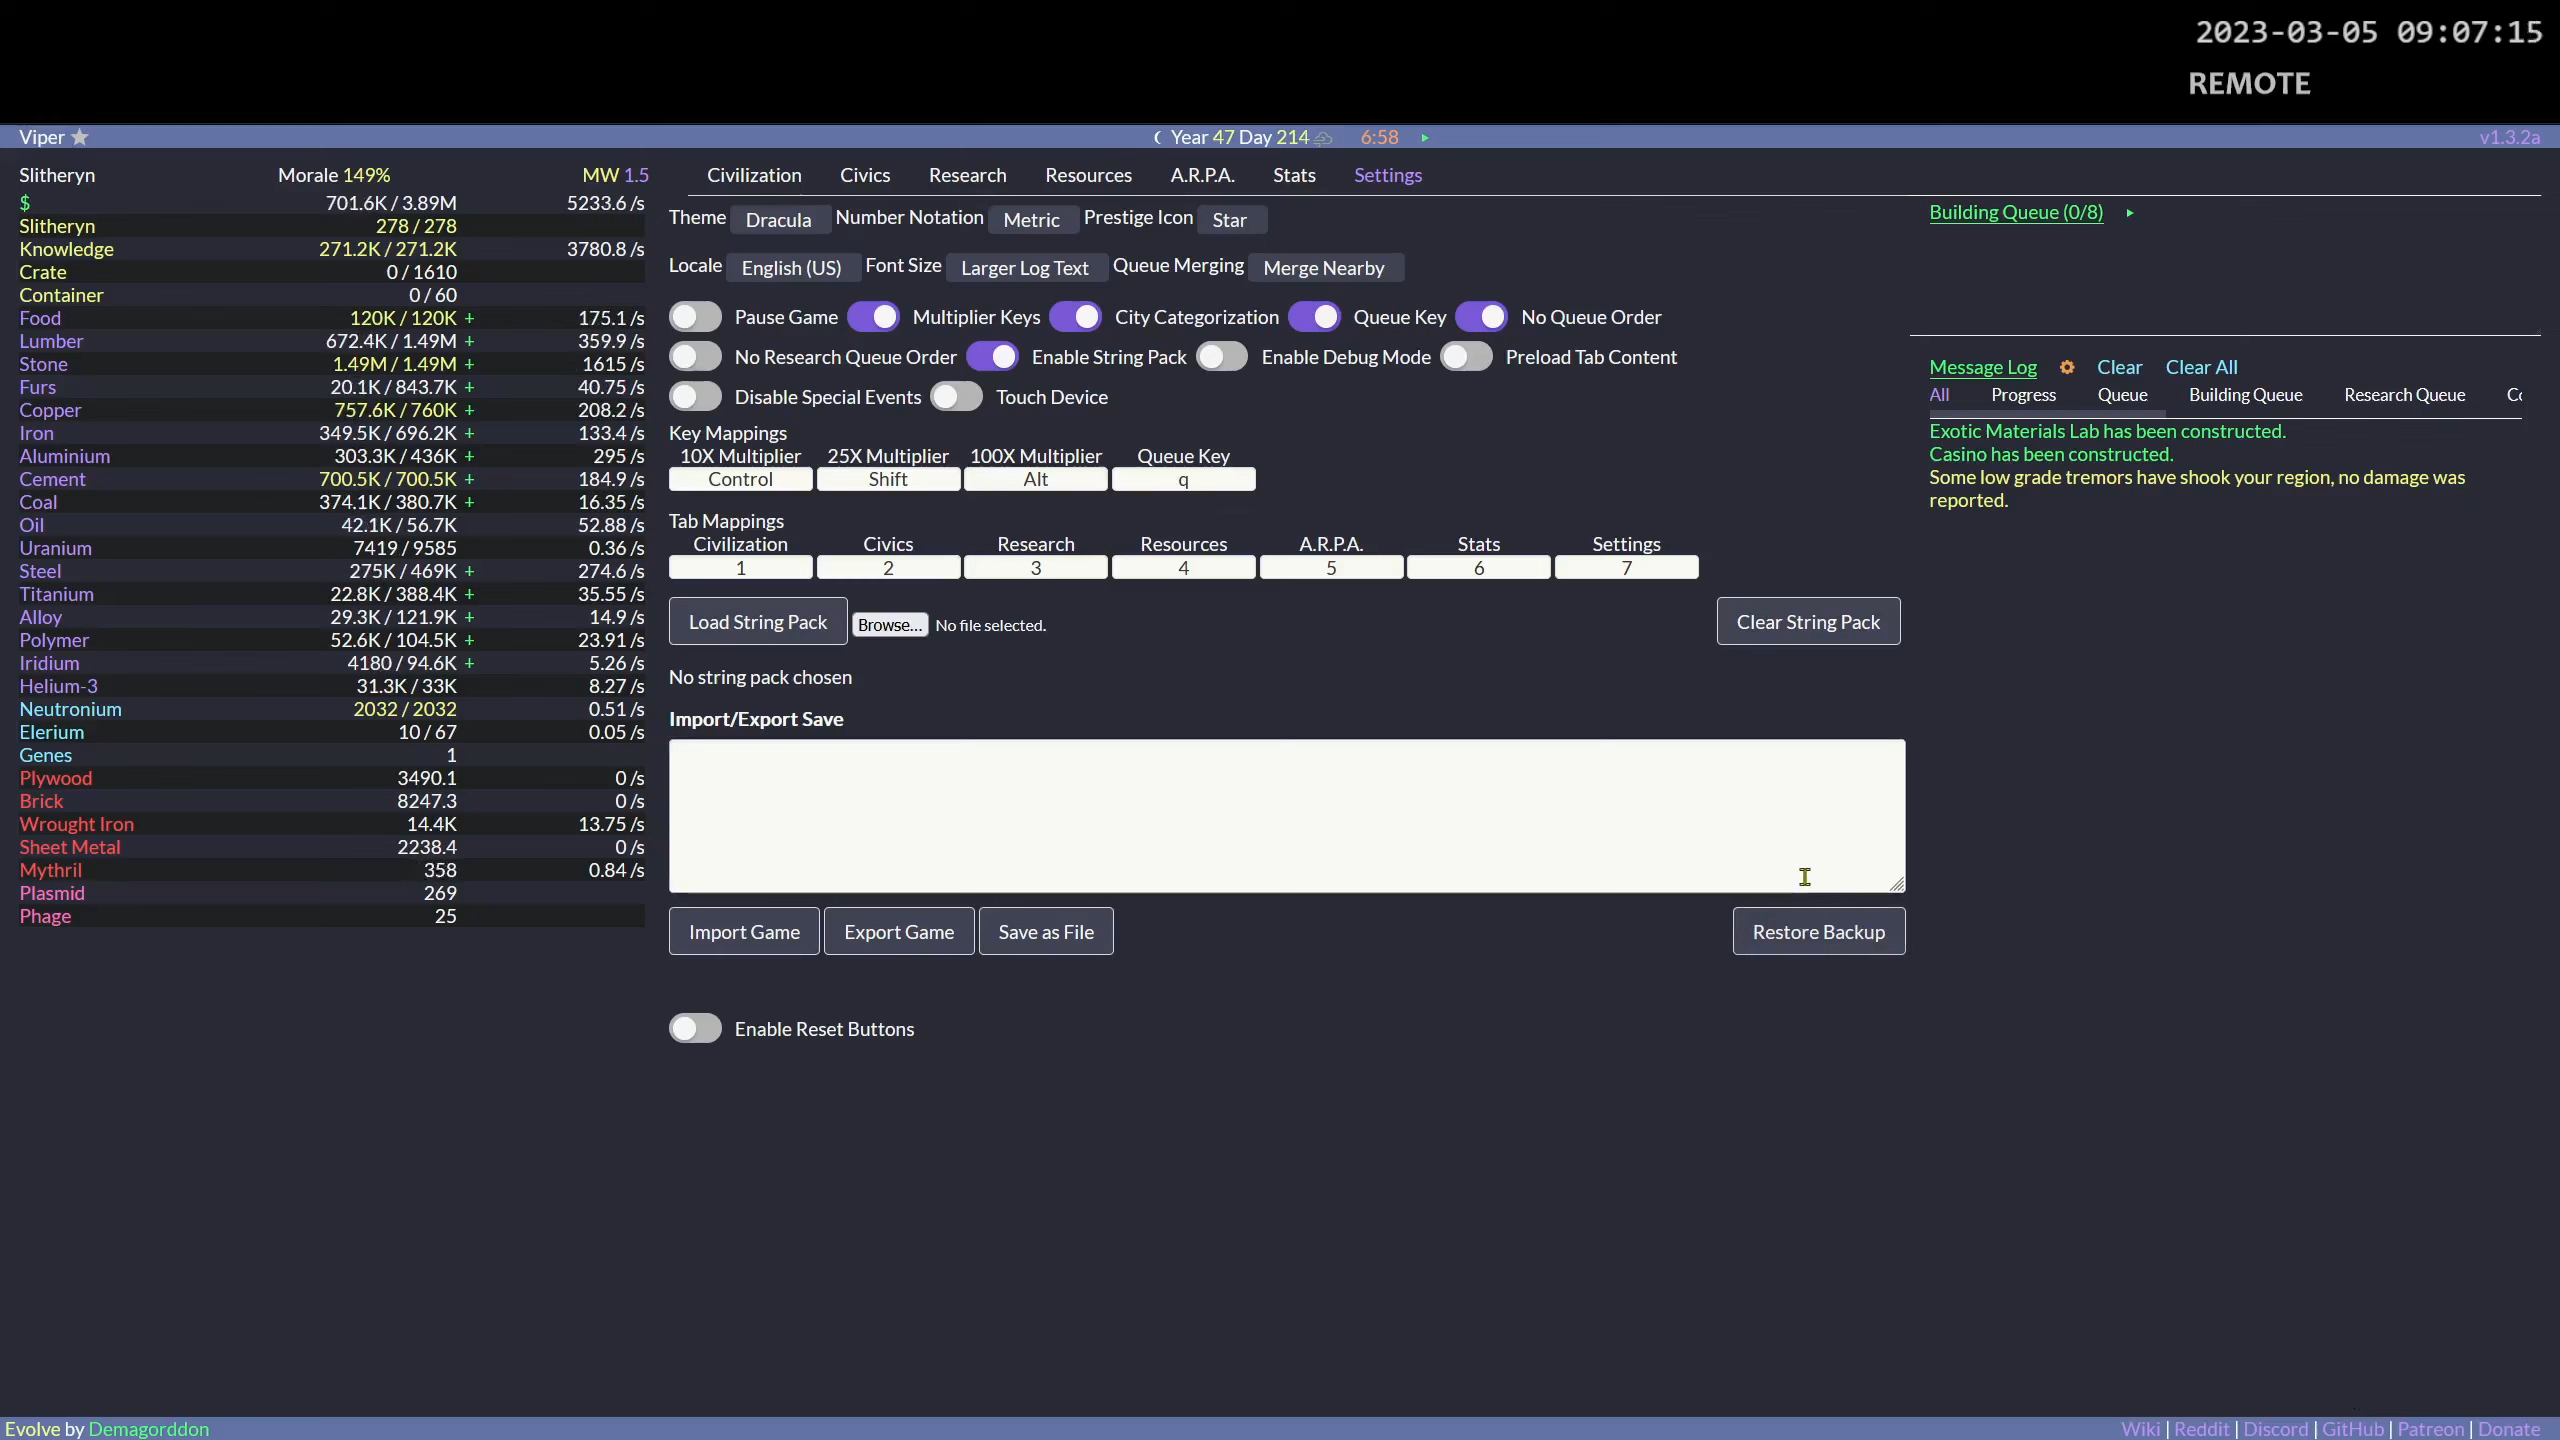 2023-03-05 09:07:15
REMOTE
Viper
Year 47 Day 214 6:58
v1.3.2a
Slitheryn Morale 149% MW 1.5
$ 701.6K / 3.89M 5233.6 /s
Slitheryn 278 / 278
Knowledge 271.2K / 271.2K 3780.8 /s
Crate 0 / 1610
Container 0 / 60
Food 120K / 120K + 175.1 /s
Lumber 672.4K / 1.49M + 359.9 /s
Stone 1.49M / 1.49M + 1615 /s
Furs 20.1K / 843.7K + 40.75 /s
Copper 757.6K / 760K + 208.2 /s
Iron 349.5K / 696.2K + 133.4 /s
Aluminium 303.3K / 436K + 295 /s
Cement 700.5K / 700.5K + 184.9 /s
Coal 374.1K / 380.7K + 16.35 /s
Oil 42.1K / 56.7K 52.88 /s
Uranium 7419 / 9585 0.36 /s
Steel 275K / 469K + 274.6 /s
Titanium 22.8K / 388.4K + 35.55 /s
Alloy 29.3K / 121.9K + 14.9 /s
Polymer 52.6K / 104.5K + 23.91 /s
Iridium 4180 / 94.6K + 5.26 /s
Helium-3 31.3K / 33K 8.27 /s
Neutronium 2032 / 2032 0.51 /s
Elerium 10 / 67 0.05 /s
Genes 1
Plywood 3490.1 0 /s
Brick 8247.3 0 /s
Wrought Iron 14.4K 13.75 /s
Sheet Metal 2238.4 0 /s
Mythril 358 0.84 /s
Plasmid 269
Phage 25
Civilization Civics Research Resources A.R.P.A. Stats Settings
Theme Dracula Number Notation Metric Prestige Icon Star
Locale English (US) Font Size Larger Log Text Queue Merging Merge Nearby
Pause Game Multiplier Keys City Categorization Queue Key No Queue Order
No Research Queue Order Enable String Pack Enable Debug Mode Preload Tab Content
Disable Special Events Touch Device
Key Mappings
10X Multiplier 25X Multiplier 100X Multiplier Queue Key
Control Shift Alt q
Tab Mappings
Civilization Civics Research Resources A.R.P.A. Stats Settings
1 2 3 4 5 6 7
Load String Pack Browse... No file selected. Clear String Pack
No string pack chosen
Import/Export Save
Import Game Export Game Save as File Restore Backup
Enable Reset Buttons
Building Queue (0/8)
Message Log Clear Clear All
All Progress Queue Building Queue Research Queue
Exotic Materials Lab has been constructed.
Casino has been constructed.
Some low grade tremors have shook your region, no damage was
reported.
Evolve by Demagorddon
Wiki | Reddit | Discord | GitHub | Patreon | Donate